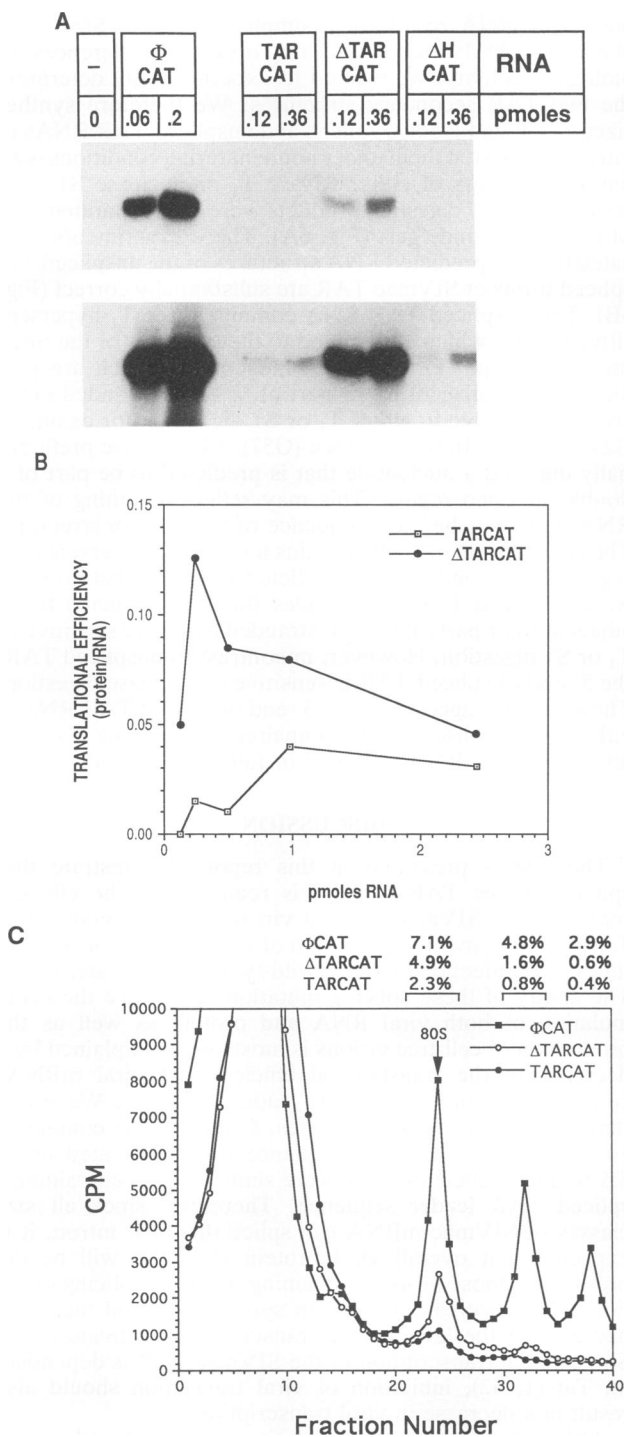 A
– Φ TAR ΔTAR ΔH RNA
CAT CAT CAT CAT
0 .06 .2 .12 .36 .12 .36 .12 .36 pmoles
B
TRANSLATIONAL EFFICIENCY
(protein/RNA)
0.15
0.10
0.05
0.00
TARCAT
ΔTARCAT
0 1 2 3
pmoles RNA
C
ΦCAT 7.1% 4.8% 2.9%
ΔTARCAT 4.9% 1.6% 0.6%
TARCAT 2.3% 0.8% 0.4%
CPM
10000
9000
8000
7000
6000
5000
4000
3000
2000
1000
0
80S
ΦCAT
ΔTARCAT
TARCAT
0 10 20 30 40
Fraction Number